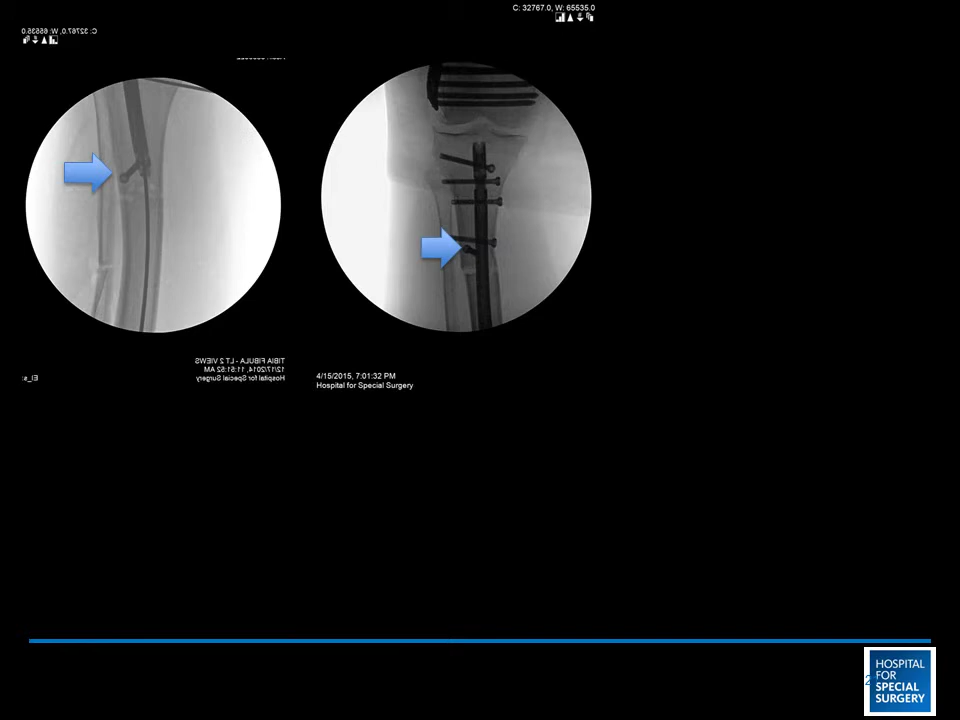 C: 32767.0, W: 65535.0
C: 32767.0, W: 65535.0
TIBIA FIBULA - LT 2 VIEWS
12/17/2014, 11:51:52 AM
Hospital for Special Surgery
El_s:
4/15/2015, 7:01:32 PM
Hospital for Special Surgery
HOSPITAL
FOR
SPECIAL
SURGERY